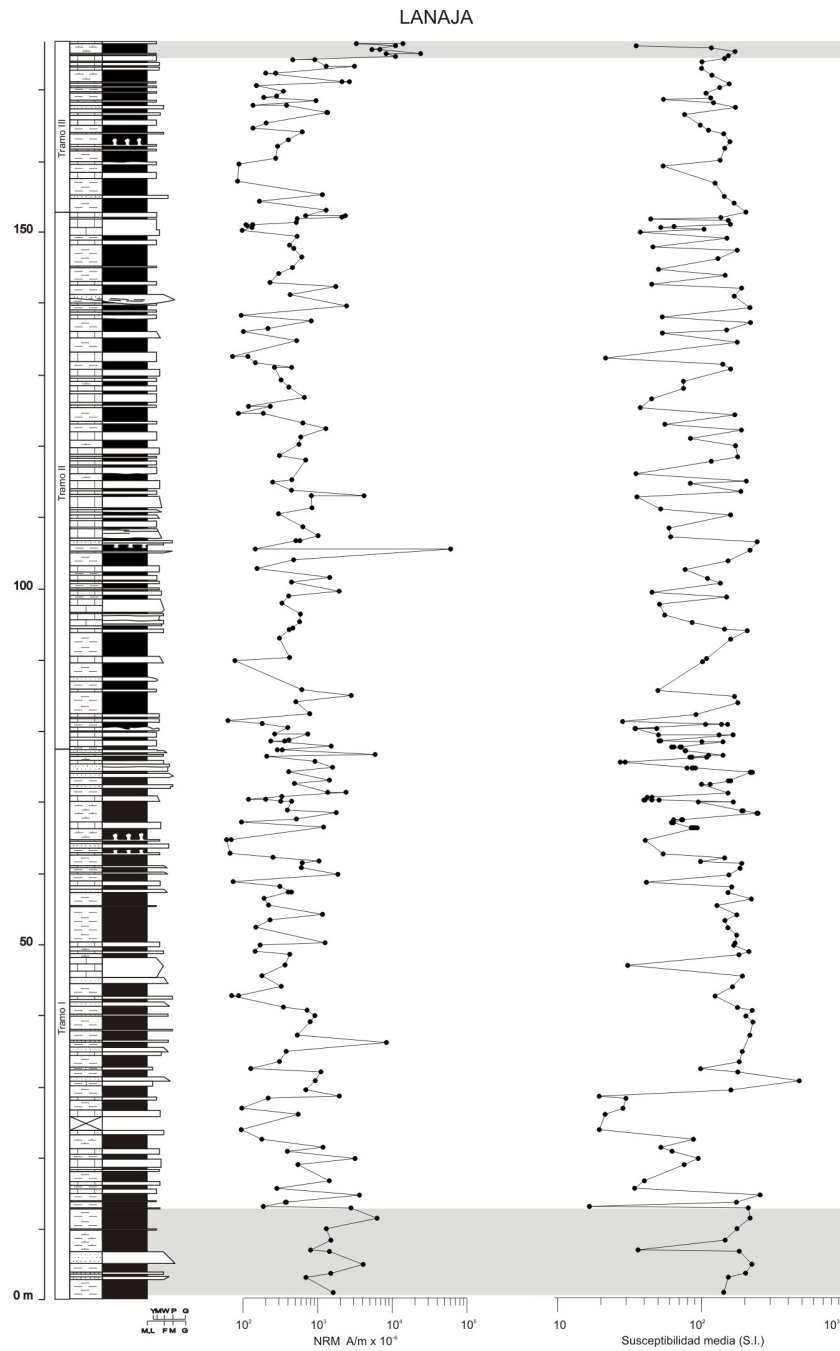 LANAJA
Tramo III
150
Tramo II
100
50
Tramo I
0 m
YMWP G
M,L F M G
10² 10³ 10⁴ 10⁵
NRM A/m x 10⁻⁶
10 10² 10³
Susceptibilidad media (S.I.)